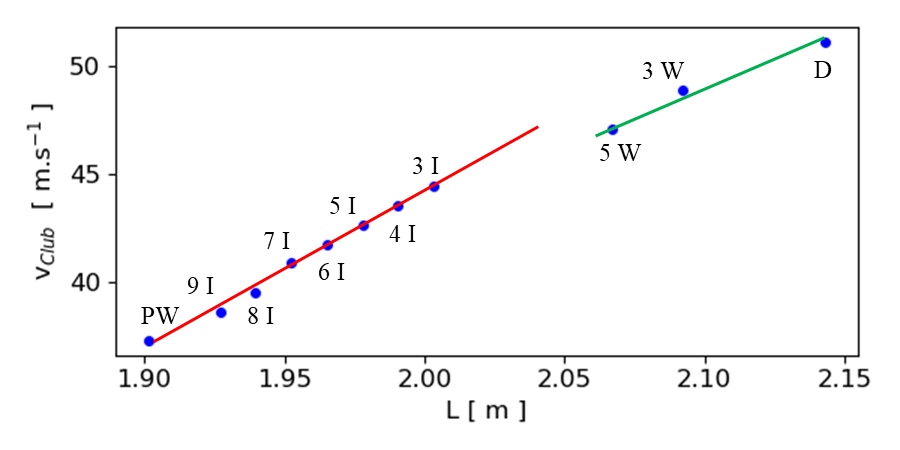 50
45
40
v_Club [ m.s⁻¹ ]
3 W
D
5 W
3 I
5 I
4 I
7 I
6 I
9 I
8 I
PW
1.90 1.95 2.00 2.05 2.10 2.15
L [ m ]